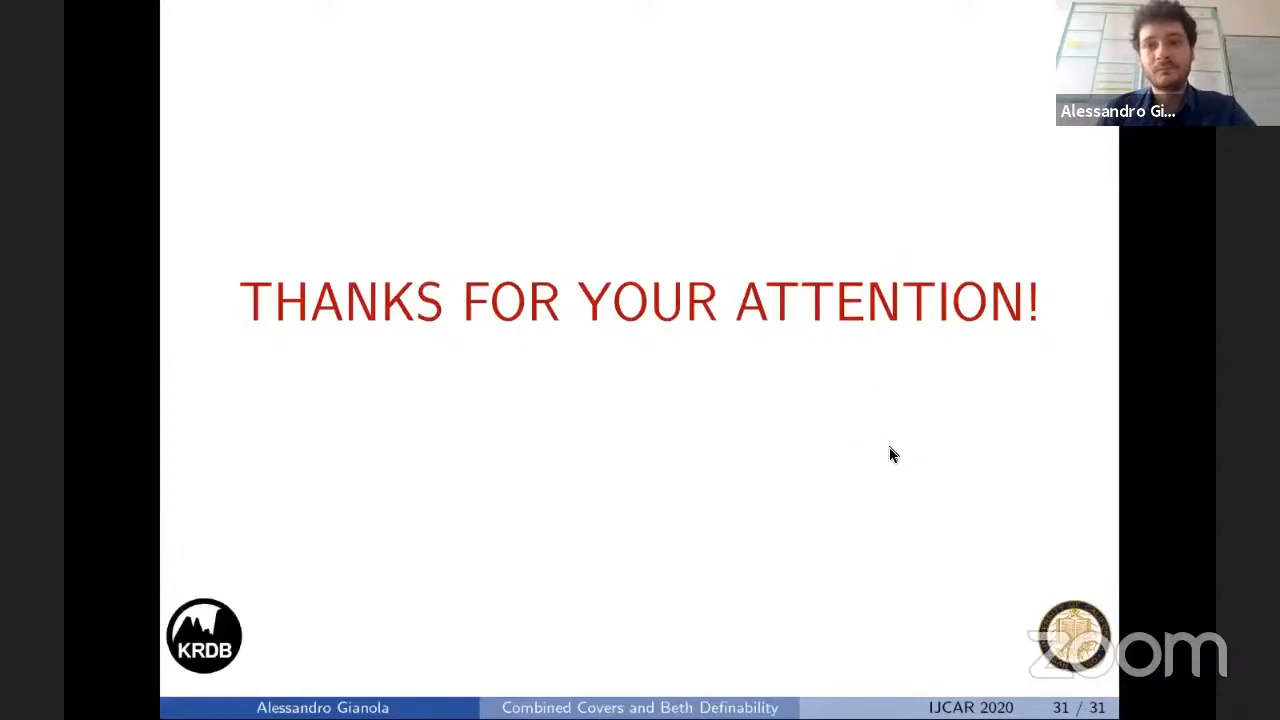 Alessandro Gi...
THANKS FOR YOUR ATTENTION!
KRDB
zoom
Alessandro Gianola
Combined Covers and Beth Definability
IJCAR 2020
31 / 31